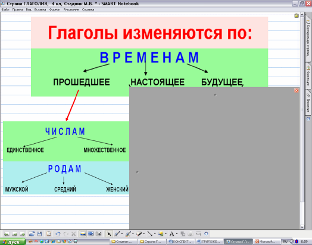 Глаголы изменяются по:
ВРЕМЕНАМ
ПРОШЕДШЕЕ НАСТОЯЩЕЕ БУДУЩЕЕ
ЧИСЛАМ
ЕДИНСТВЕННОЕ МНОЖЕСТВЕННОЕ
РОДАМ
МУЖСКОЙ СРЕДНИЙ ЖЕНСКИЙ